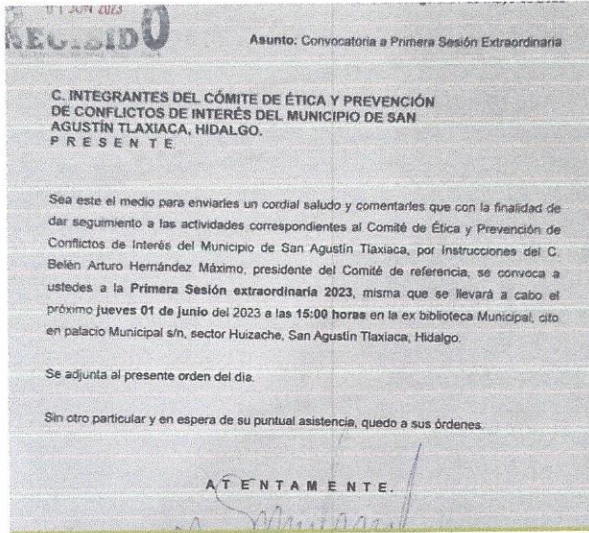 01 JUN 2023
RECIBIDO
Asunto: Convocatoria a Primera Sesión Extraordinaria
C. INTEGRANTES DEL CÓMITE DE ÉTICA Y PREVENCIÓN
DE CONFLICTOS DE INTERÉS DEL MUNICIPIO DE SAN
AGUSTÍN TLAXIACA, HIDALGO.
P R E S E N T E
Sea este el medio para enviarles un cordial saludo y comentarles que con la finalidad de
dar seguimiento a las actividades correspondientes al Comité de Ética y Prevención de
Conflictos de Interés del Municipio de San Agustín Tlaxiaca, por Instrucciones del C.
Belén Arturo Hernández Máximo, presidente del Comité de referencia, se convoca a
ustedes a la Primera Sesión extraordinaria 2023, misma que se llevará a cabo el
próximo jueves 01 de junio del 2023 a las 15:00 horas en la ex biblioteca Municipal, cito
en palacio Municipal s/n, sector Huizache, San Agustín Tlaxiaca, Hidalgo.
Se adjunta al presente orden del día.
Sin otro particular y en espera de su puntual asistencia, quedo a sus órdenes.
A T E N T A M E N T E.